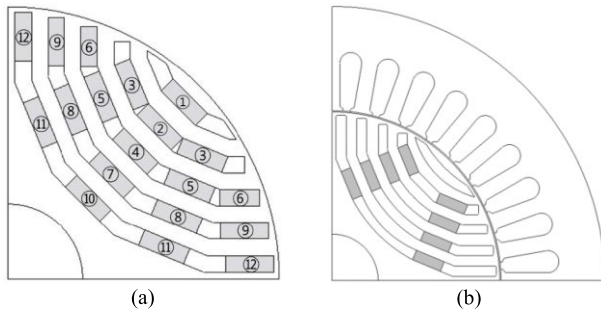 ⑫ ⑨ ⑥
③ ①
⑪ ⑧ ⑤ ②
④ ③
⑦ ⑤ ⑥
⑩ ⑧ ⑨
⑪ ⑫
(a) (b)